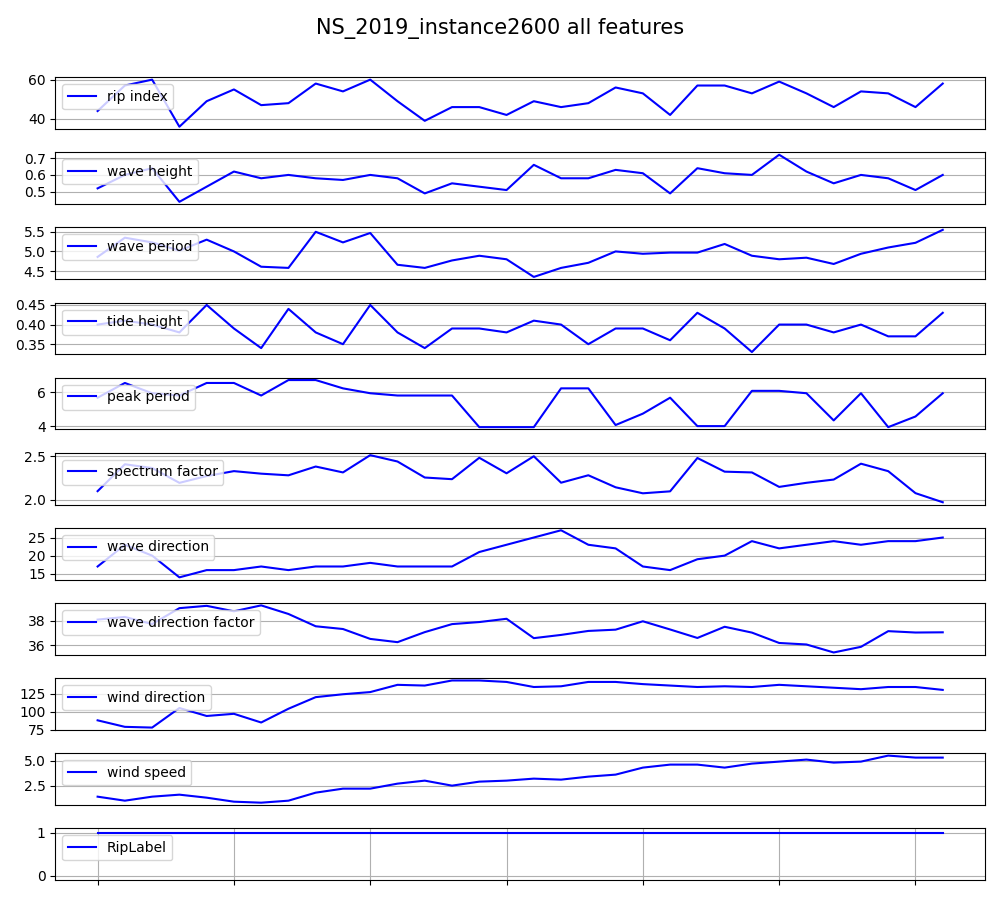 NS_2019_instance2600 all features
60
40
rip index
0.7
0.6
0.5
wave height
5.5
5.0
4.5
wave period
0.45
0.40
0.35
tide height
6
4
peak period
2.5
2.0
spectrum factor
25
20
15
wave direction
38
36
wave direction factor
125
100
75
wind direction
5.0
2.5
wind speed
1
0
RipLabel